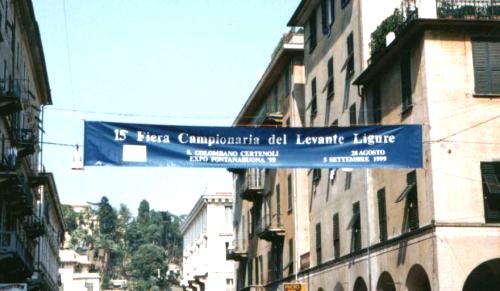 15ª Fiera Campionaria del Levante Ligure
S. COLOMBANO CERTENOLI
EXPO FONTANABUONA '99
28 AGOSTO
5 SETTEMBRE 1999